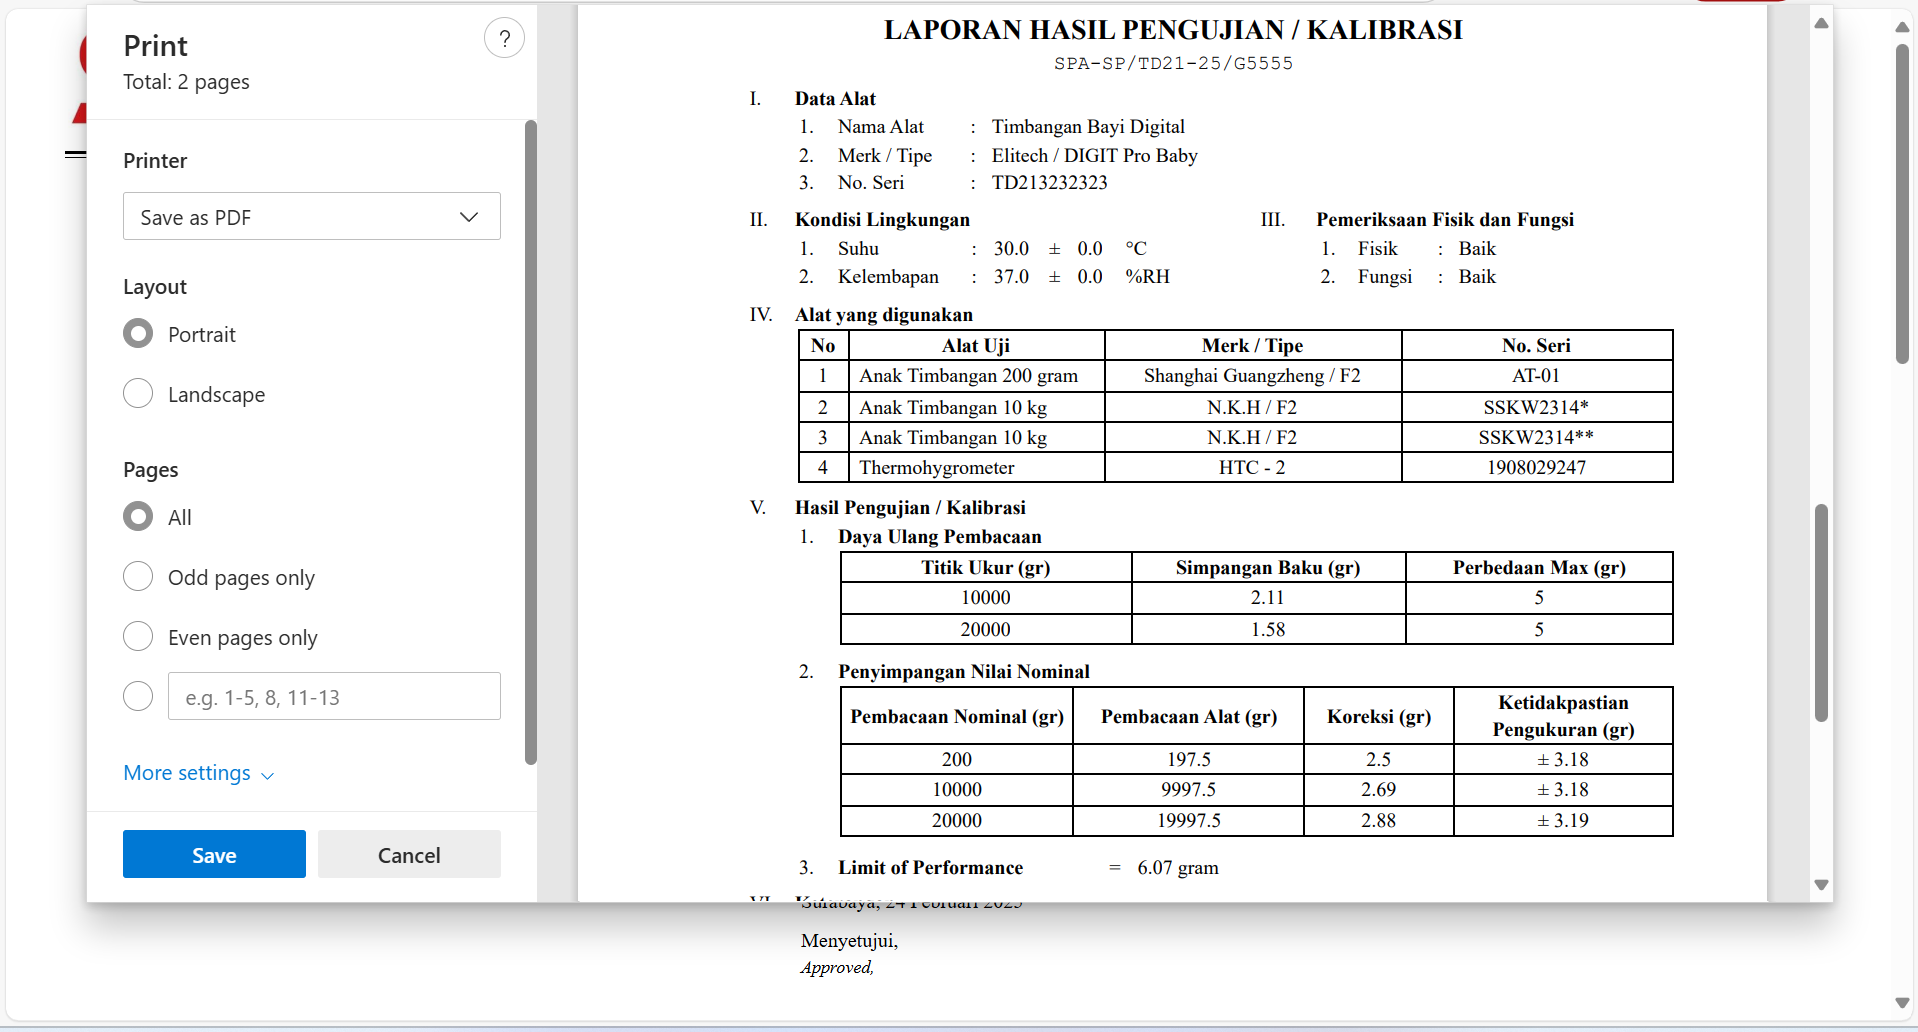 Print
?
Total: 2 pages
Printer
Save as PDF
Layout
Portrait
Landscape
Pages
All
Odd pages only
Even pages only
e.g. 1-5, 8, 11-13
More settings
Save
Cancel
LAPORAN HASIL PENGUJIAN / KALIBRASI
SPA-SP/TD21-25/G5555
I. Data Alat
1. Nama Alat : Timbangan Bayi Digital
2. Merk / Tipe : Elitech / DIGIT Pro Baby
3. No. Seri : TD213232323
II. Kondisi Lingkungan
1. Suhu : 30.0 ± 0.0 °C
2. Kelembapan : 37.0 ± 0.0 %RH
III. Pemeriksaan Fisik dan Fungsi
1. Fisik : Baik
2. Fungsi : Baik
IV. Alat yang digunakan
No Alat Uji Merk / Tipe No. Seri
1 Anak Timbangan 200 gram Shanghai Guangzheng / F2 AT-01
2 Anak Timbangan 10 kg N.K.H / F2 SSKW2314*
3 Anak Timbangan 10 kg N.K.H / F2 SSKW2314**
4 Thermohygrometer HTC - 2 1908029247
V. Hasil Pengujian / Kalibrasi
1. Daya Ulang Pembacaan
Titik Ukur (gr) Simpangan Baku (gr) Perbedaan Max (gr)
10000 2.11 5
20000 1.58 5
2. Penyimpangan Nilai Nominal
Pembacaan Nominal (gr) Pembacaan Alat (gr) Koreksi (gr) Ketidakpastian Pengukuran (gr)
200 197.5 2.5 ± 3.18
10000 9997.5 2.69 ± 3.18
20000 19997.5 2.88 ± 3.19
3. Limit of Performance = 6.07 gram
Menyetujui,
Approved,